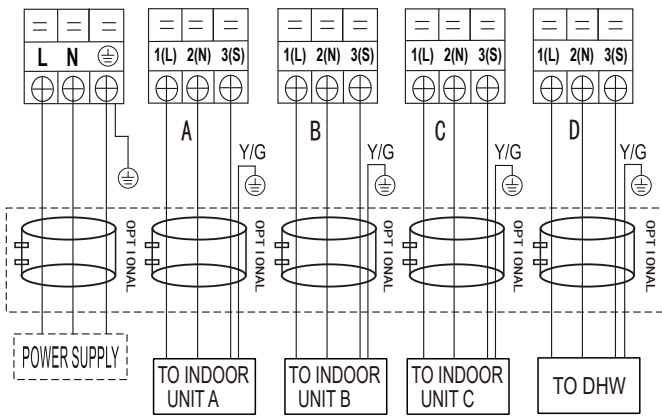 L N
1(L) 2(N) 3(S)
1(L) 2(N) 3(S)
1(L) 2(N) 3(S)
1(L) 2(N) 3(S)
A
B
C
D
Y/G
Y/G
Y/G
Y/G
OPTIONAL
OPTIONAL
OPTIONAL
OPTIONAL
OPTIONAL
POWER SUPPLY
TO INDOOR
UNIT A
TO INDOOR
UNIT B
TO INDOOR
UNIT C
TO DHW